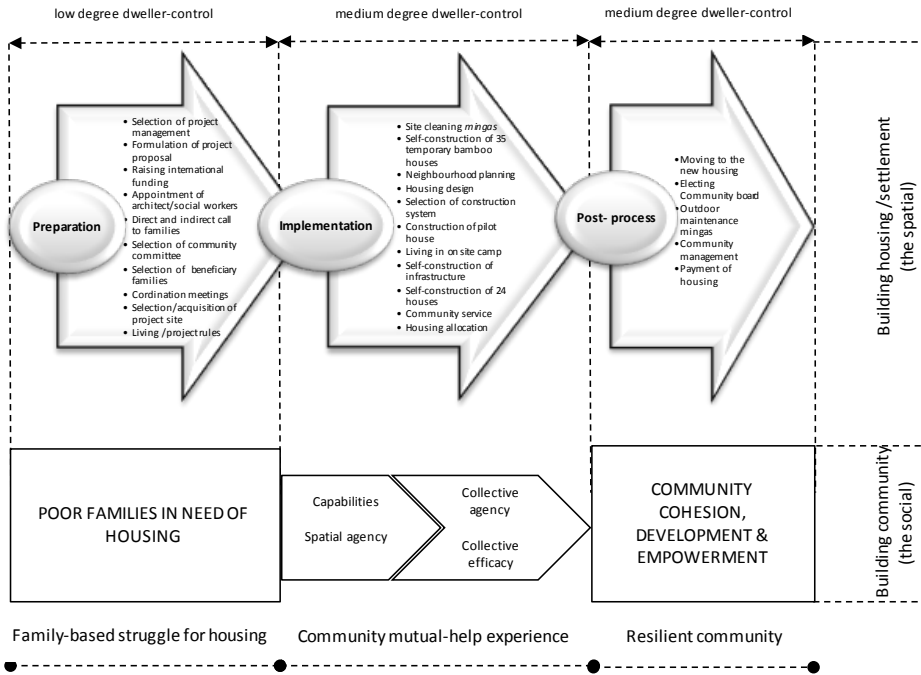 low degree dweller-control
medium degree dweller-control
medium degree dweller-control
Preparation
• Selection of project
management
• Formulation of project
proposal
• Raising international
funding
• Appointment of
architect/social workers
• Direct and indirect call
to families
• Selection of community
committee
• Selection of beneficiary
families
• Cordination meetings
• Selection/acquisition of
project site
• Living /project rules
Implementation
• Site cleaning mingas
• Self-construction of 35
temporary bamboo
houses
• Neighbourhood planning
• Housing design
• Selection of construction
system
• Construction of pilot
house
• Living in on site camp
• Self-construction of
infrastructure
• Self-construction of 24
houses
• Community service
• Housing allocation
Post- process
• Moving to the
new housing
• Electing
Community board
• Outdoor
maintenance
mingas
• Community
management
• Payment of
housing
Building housing /settlement
(the spatial)
POOR FAMILIES IN NEED OF
HOUSING
Capabilities
Spatial agency
Collective
agency
Collective
efficacy
COMMUNITY
COHESION,
DEVELOPMENT &
EMPOWERMENT
Building community
(the social)
Family-based struggle for housing
Community mutual-help experience
Resilient community